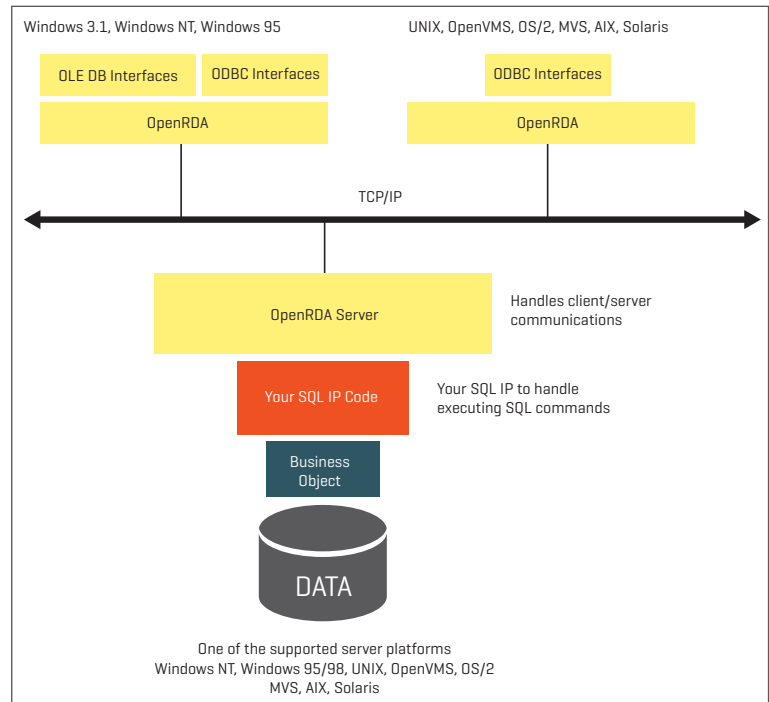 Windows 3.1, Windows NT, Windows 95
UNIX, OpenVMS, OS/2, MVS, AIX, Solaris
OLE DB Interfaces
ODBC Interfaces
ODBC Interfaces
OpenRDA
OpenRDA
TCP/IP
OpenRDA Server
Handles client/server
communications
Your SQL IP Code
Your SQL IP to handle
executing SQL commands
Business
Object
DATA
One of the supported server platforms
Windows NT, Windows 95/98, UNIX, OpenVMS, OS/2
MVS, AIX, Solaris